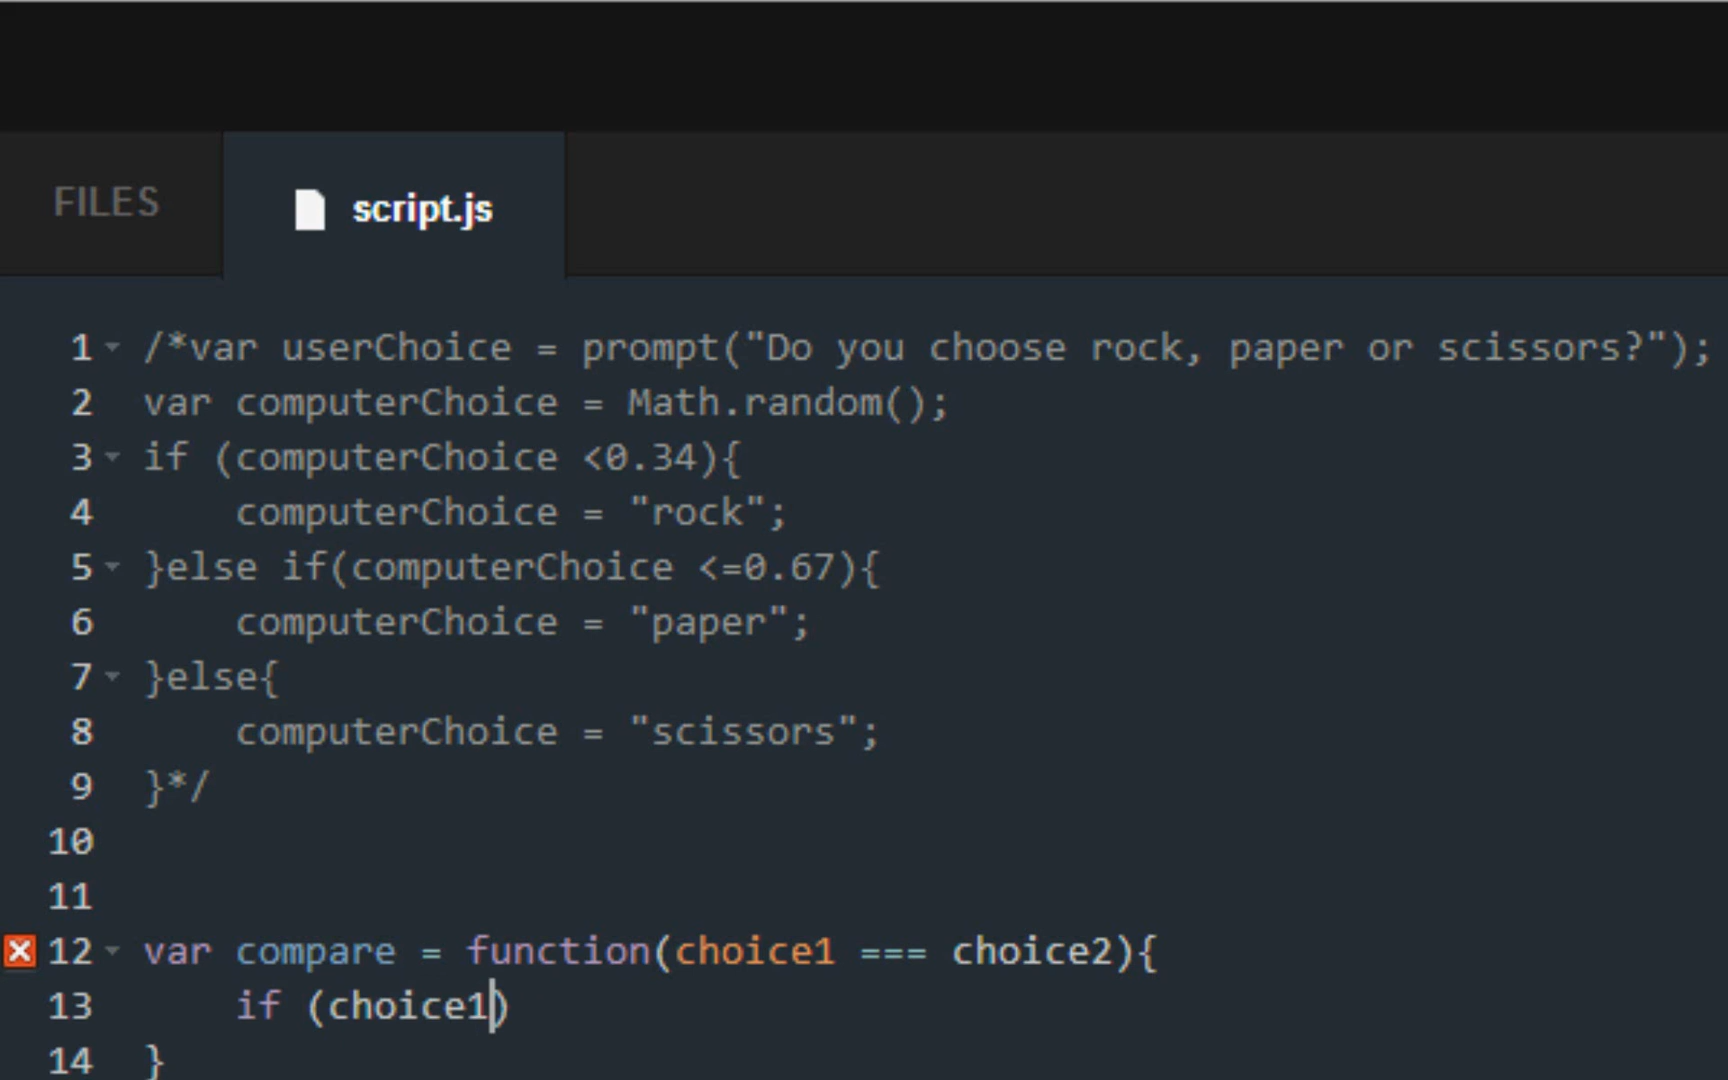 FILES script.js
1 /*var userChoice = prompt("Do you choose rock, paper or scissors?");
2 var computerChoice = Math.random();
3 if (computerChoice <0.34){
4     computerChoice = "rock";
5 }else if(computerChoice <=0.67){
6     computerChoice = "paper";
7 }else{
8     computerChoice = "scissors";
9 }*/
10
11
12 var compare = function(choice1 === choice2){
13     if (choice1)
14 }